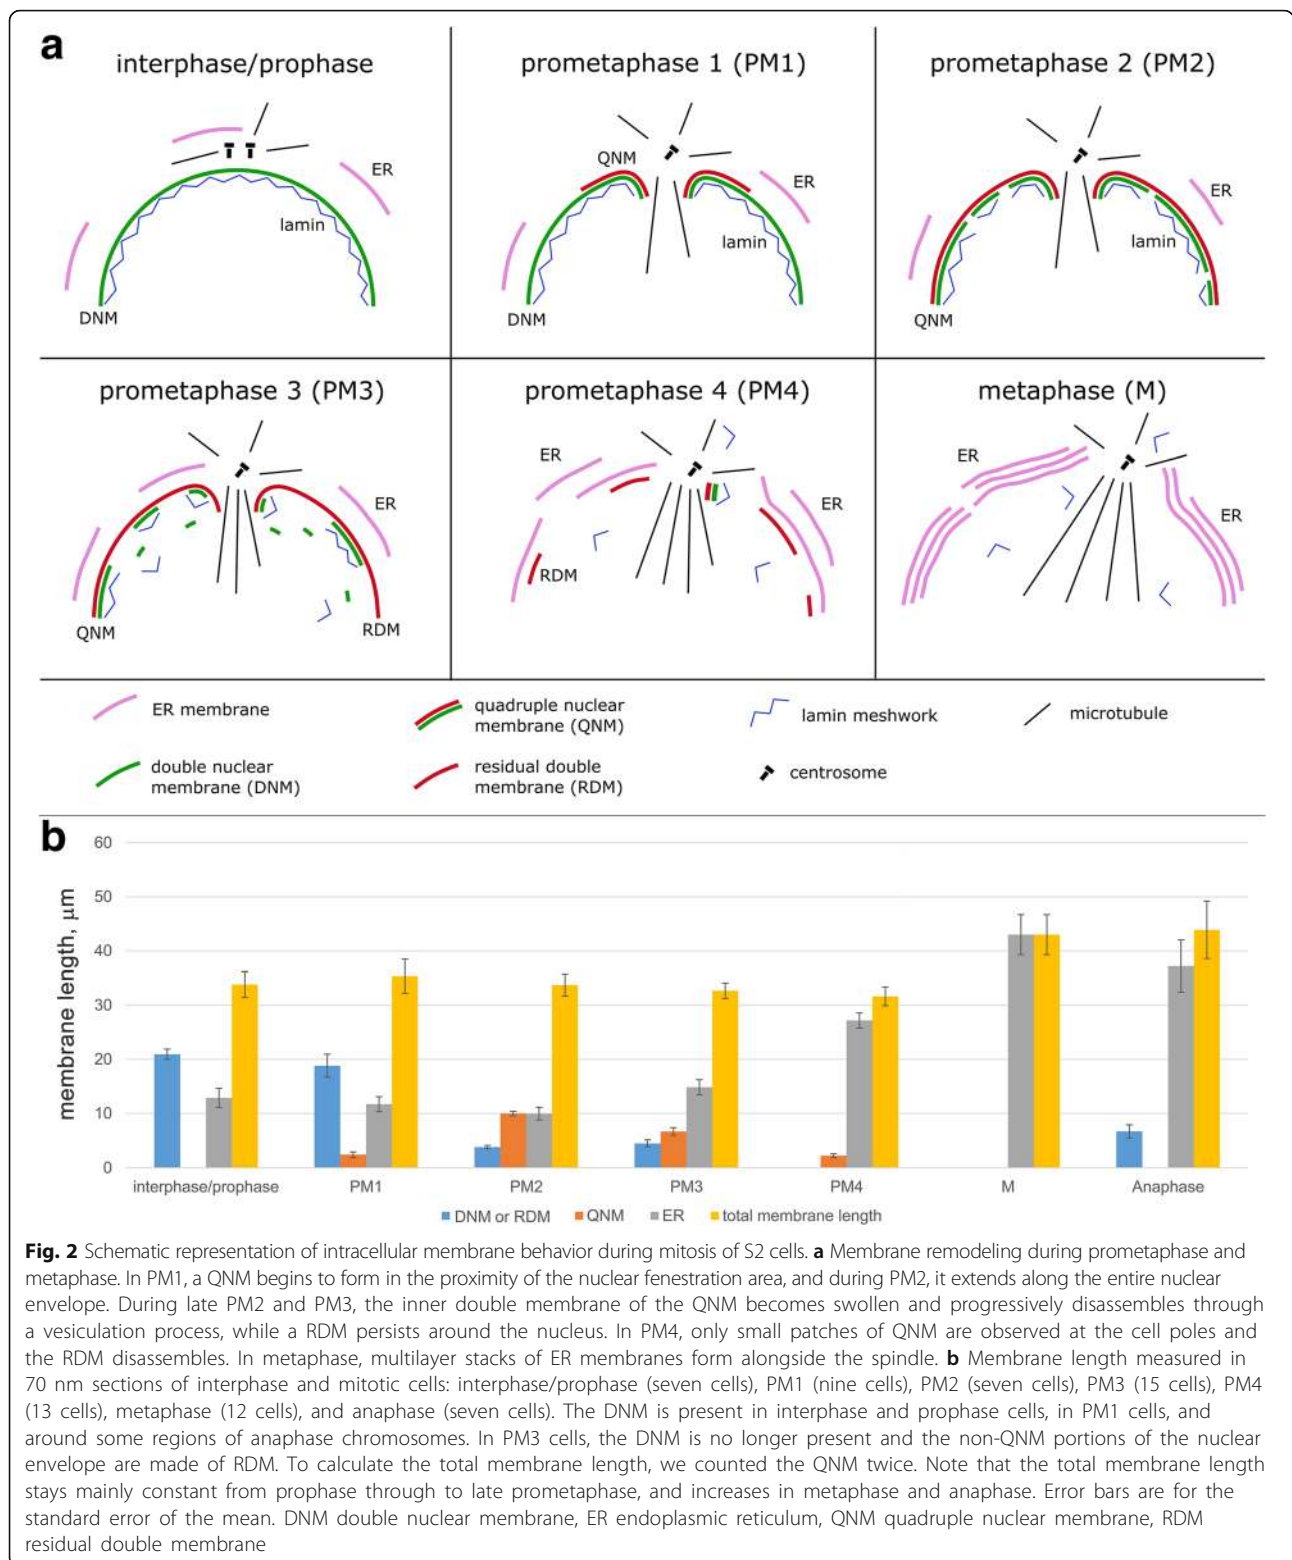 a
interphase/prophase
prometaphase 1 (PM1)
prometaphase 2 (PM2)
ER
lamin
DNM
QNM
ER
lamin
DNM
ER
lamin
QNM
prometaphase 3 (PM3)
prometaphase 4 (PM4)
metaphase (M)
ER
QNM
RDM
ER
ER
RDM
ER
ER
ER membrane
quadruple nuclear
membrane (QNM)
lamin meshwork
microtubule
double nuclear
membrane (DNM)
residual double
membrane (RDM)
centrosome
b
membrane length, μm
60
50
40
30
20
10
0
interphase/prophase
PM1
PM2
PM3
PM4
M
Anaphase
DNM or RDM
QNM
ER
total membrane length
Fig. 2 Schematic representation of intracellular membrane behavior during mitosis of S2 cells. a Membrane remodeling during prometaphase and
metaphase. In PM1, a QNM begins to form in the proximity of the nuclear fenestration area, and during PM2, it extends along the entire nuclear
envelope. During late PM2 and PM3, the inner double membrane of the QNM becomes swollen and progressively disassembles through
a vesiculation process, while a RDM persists around the nucleus. In PM4, only small patches of QNM are observed at the cell poles and
the RDM disassembles. In metaphase, multilayer stacks of ER membranes form alongside the spindle. b Membrane length measured in
70 nm sections of interphase and mitotic cells: interphase/prophase (seven cells), PM1 (nine cells), PM2 (seven cells), PM3 (15 cells), PM4
(13 cells), metaphase (12 cells), and anaphase (seven cells). The DNM is present in interphase and prophase cells, in PM1 cells, and
around some regions of anaphase chromosomes. In PM3 cells, the DNM is no longer present and the non-QNM portions of the nuclear
envelope are made of RDM. To calculate the total membrane length, we counted the QNM twice. Note that the total membrane length
stays mainly constant from prophase through to late prometaphase, and increases in metaphase and anaphase. Error bars are for the
standard error of the mean. DNM double nuclear membrane, ER endoplasmic reticulum, QNM quadruple nuclear membrane, RDM
residual double membrane